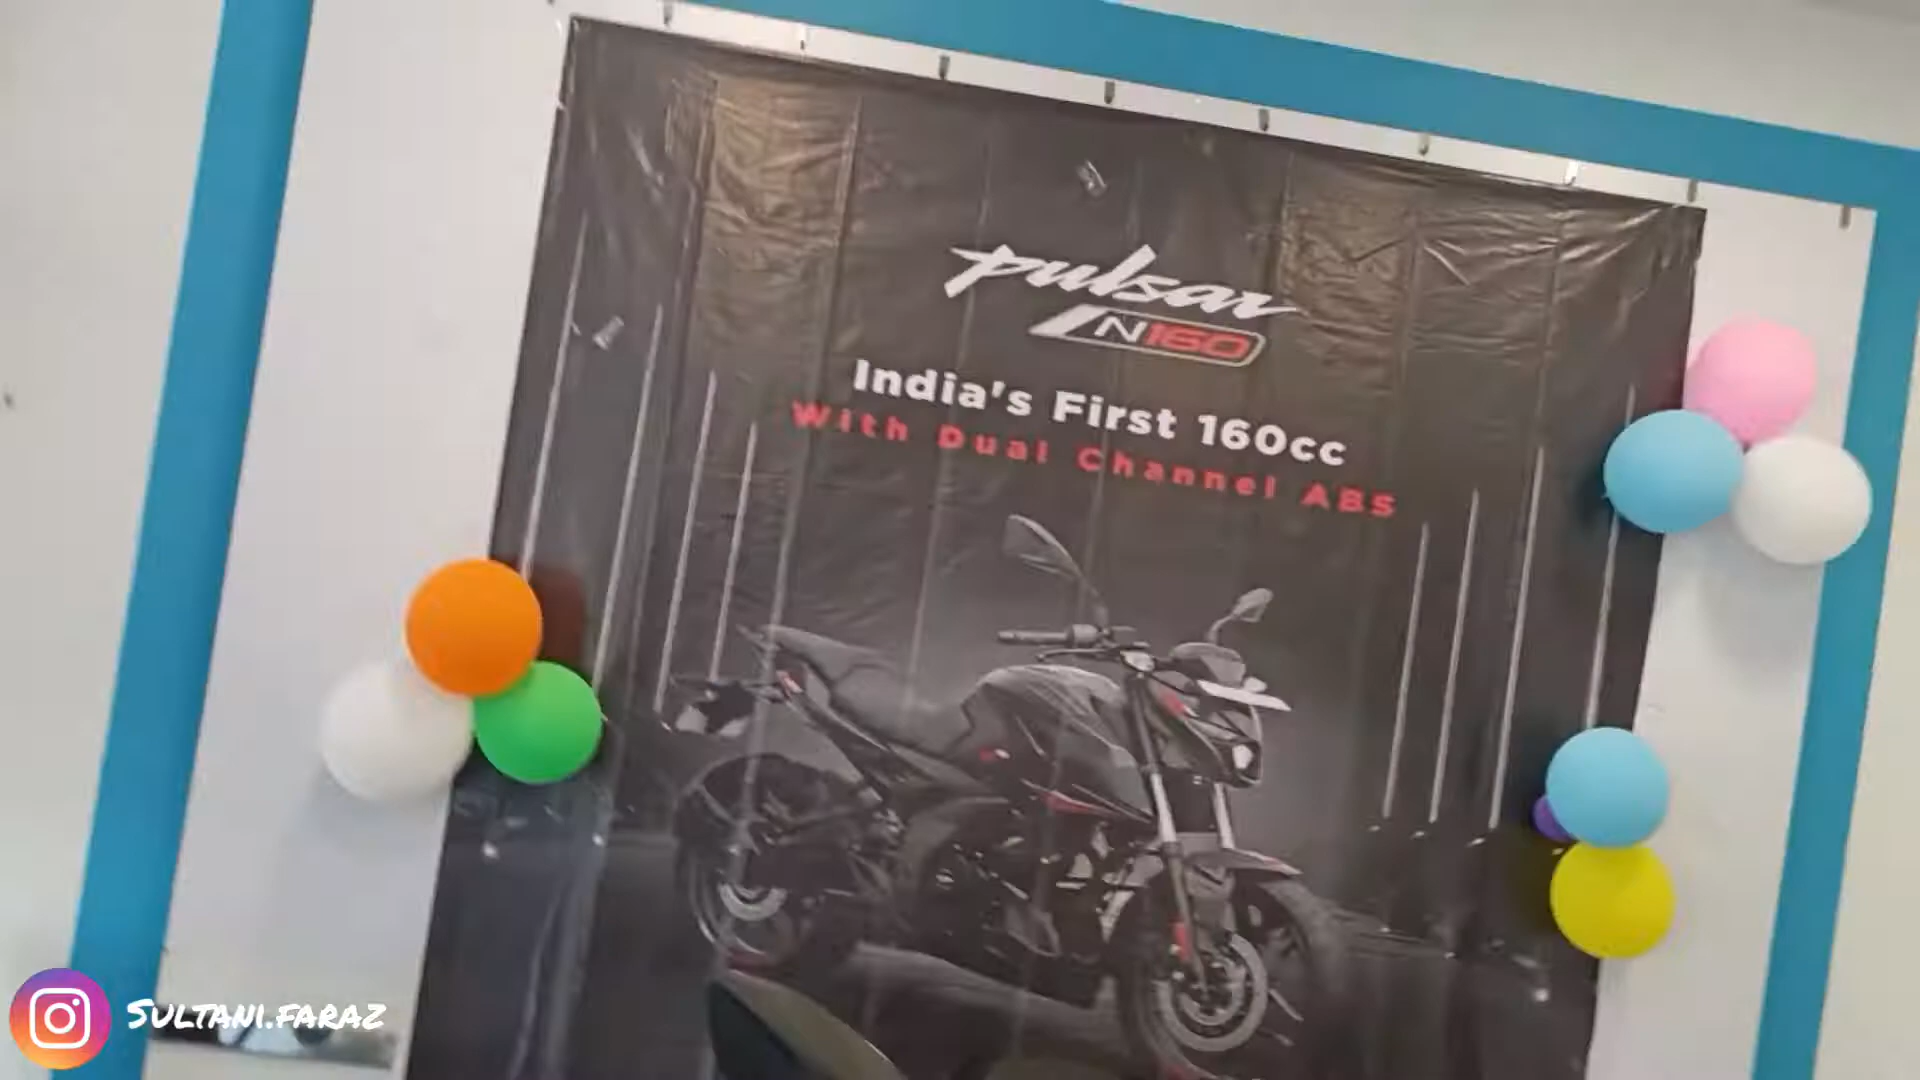 pulsar
N160
India's First 160cc
With Dual Channel ABS
Sultani.faraz